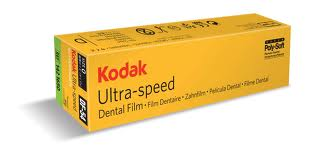 Kodak
Ultra-speed
Dental Film · Film Dentaire · Zahnfilm · Película Dental · Filme Dental
Poly-Soft
DF-54